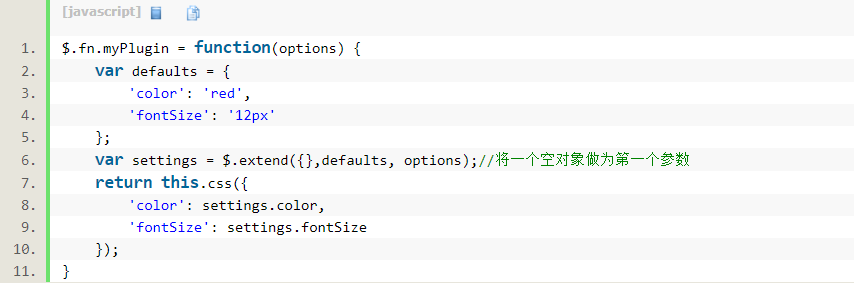 [javascript]
1. $.fn.myPlugin = function(options) {
2.     var defaults = {
3.         'color': 'red',
4.         'fontSize': '12px'
5.     };
6.     var settings = $.extend({},defaults, options);//将一个空对象做为第一个参数
7.     return this.css({
8.         'color': settings.color,
9.         'fontSize': settings.fontSize
10.     });
11. }